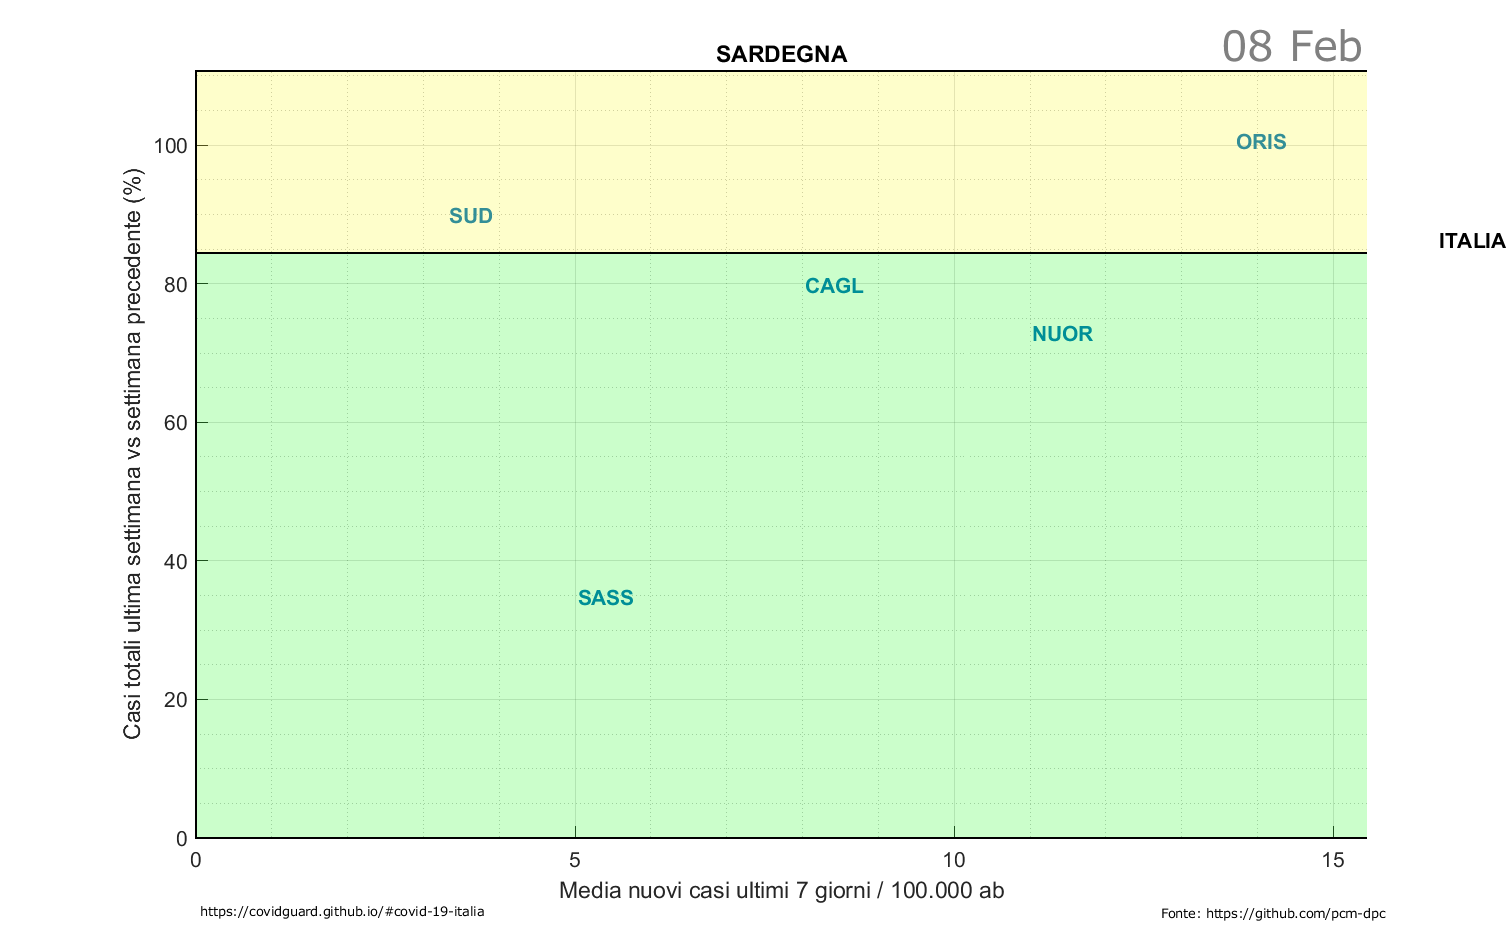 SARDEGNA
08 Feb
Casi totali ultima settimana vs settimana precedente (%)
100
80
60
40
20
0
ORIS
SUD
ITALIA
CAGL
NUOR
SASS
0
5
10
15
Media nuovi casi ultimi 7 giorni / 100.000 ab
https://covidguard.github.io/#covid-19-italia
Fonte: https://github.com/pcm-dpc